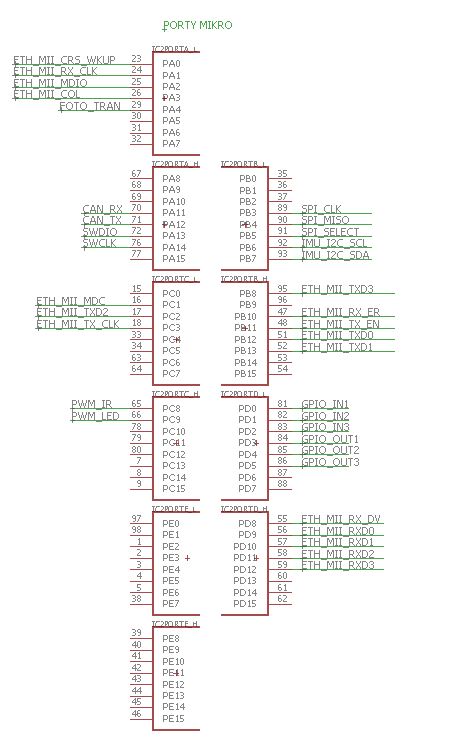 PORTY MIKRO
IC2PORTA_L
ETH_MII_CRS_WKUP 23 PA0
ETH_MII_RX_CLK 24 PA1
ETH_MII_MDIO 25 PA2
ETH_MII_COL 26 PA3
FOTO_TRAN 29 PA4
30 PA5
31 PA6
32 PA7
IC2PORTA_H IC2PORTB_L
67 PA8 PB0 35
68 PA9 PB1 36
69 PA10 PB2 37
CAN_RX 70 PA11 PB3 89 SPI_CLK
CAN_TX 71 PA12 PB4 90 SPI_MISO
SWDIO 72 PA13 PB5 91 SPI_SELECT
SWCLK 76 PA14 PB6 92 IMU_I2C_SCL
77 PA15 PB7 93 IMU_I2C_SDA
IC2PORTC_L IC2PORTB_H
15 PC0 PB8 95 ETH_MII_TXD3
ETH_MII_MDC 16 PC1 PB9 96
ETH_MII_TXD2 17 PC2 PB10 47 ETH_MII_RX_ER
ETH_MII_TX_CLK 18 PC3 PB11 48 ETH_MII_TX_EN
33 PC4 PB12 51 ETH_MII_TXD0
34 PC5 PB13 52 ETH_MII_TXD1
63 PC6 PB14 53
64 PC7 PB15 54
IC2PORTC_H IC2PORTD_L
PWM_IR 65 PC8 PD0 81 GPIO_IN1
PWM_LED 66 PC9 PD1 82 GPIO_IN2
78 PC10 PD2 83 GPIO_IN3
79 PC11 PD3 84 GPIO_OUT1
80 PC12 PD4 85 GPIO_OUT2
7 PC13 PD5 86 GPIO_OUT3
8 PC14 PD6 87
9 PC15 PD7 88
IC2PORTE_L IC2PORTD_H
97 PE0 PD8 55 ETH_MII_RX_DV
98 PE1 PD9 56 ETH_MII_RXD0
1 PE2 PD10 57 ETH_MII_RXD1
2 PE3 PD11 58 ETH_MII_RXD2
3 PE4 PD12 59 ETH_MII_RXD3
4 PE5 PD13 60
5 PE6 PD14 61
38 PE7 PD15 62
IC2PORTE_H
39 PE8
40 PE9
41 PE10
42 PE11
43 PE12
44 PE13
45 PE14
46 PE15